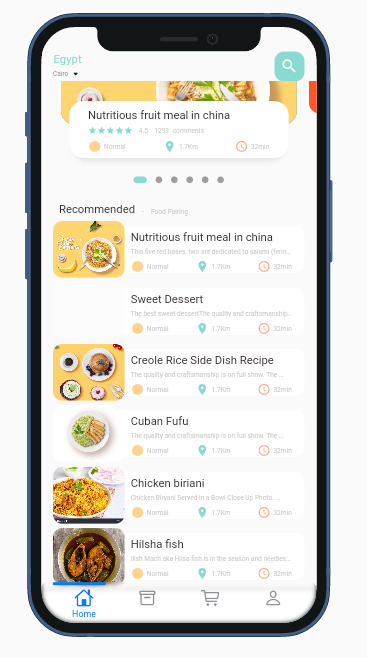 Egypt
Cairo
Nutritious fruit meal in china
4.5 1293 comments
Normal 1.7Km 32min
Recommended - Food Pairing
Nutritious fruit meal in china
This five red bases, two are dedicated to salami (fenn...
Normal 1.7Km 32min
Sweet Dessert
The best sweet dessertThe quality and craftsmanship...
Normal 1.7Km 32min
Creole Rice Side Dish Recipe
The quality and craftsmanship is on full show. The ...
Normal 1.7Km 32min
Cuban Fufu
The quality and craftsmanship is on full show. The ...
Normal 1.7Km 32min
Chicken biriani
Chicken Biryani Served in a Bowl Close Up Photo. ...
Normal 1.7Km 32min
Hilsha fish
Ilish Mach aka Hilsa fish is in the season and needles...
Normal 1.7Km 32min
Home